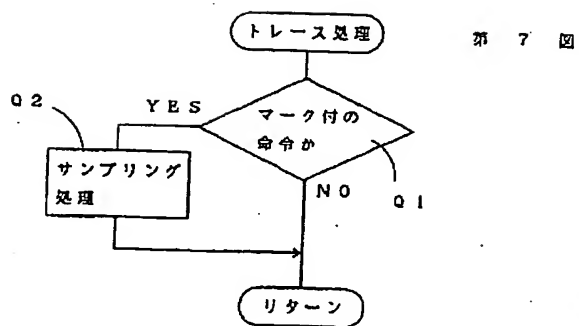 トレース処理
第 7 図
YES
Q2
マーク付の
命令か
サンプリング
処理
NO
Q1
リターン